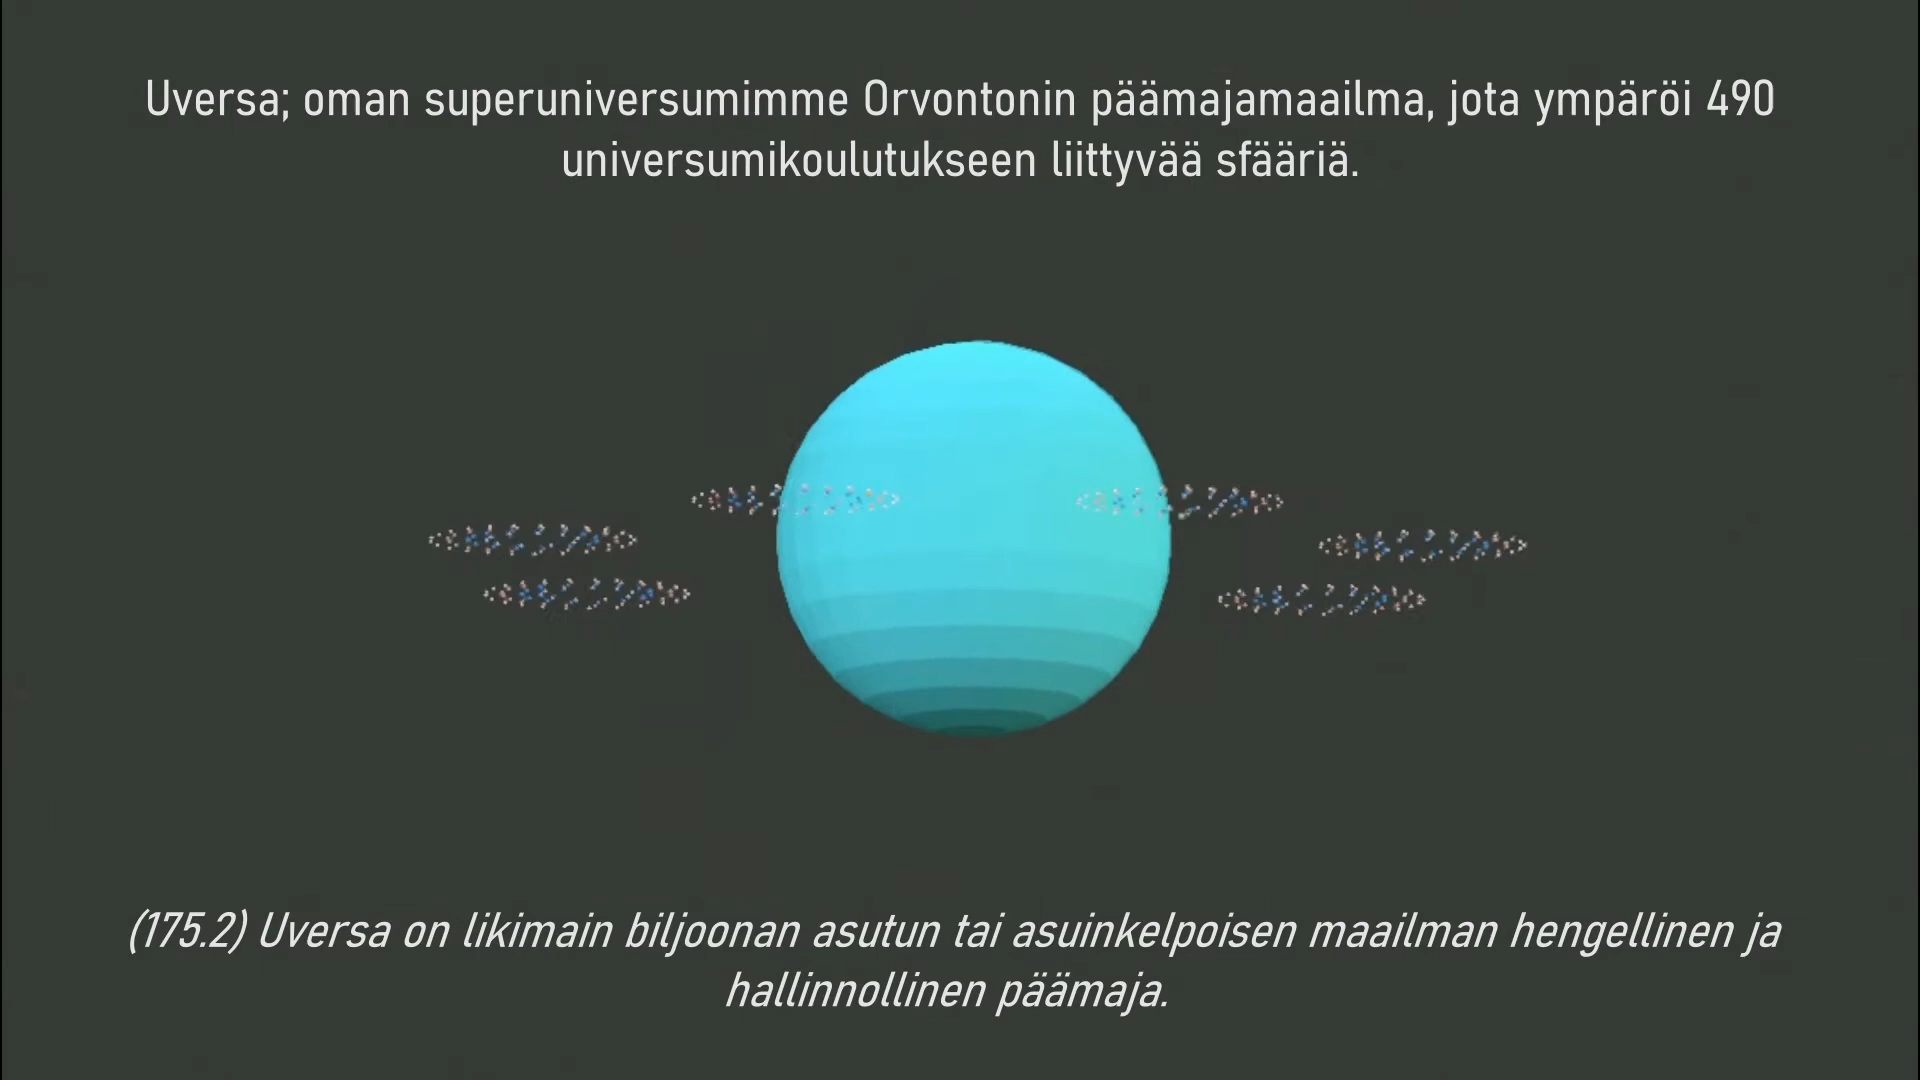 Uversa; oman superuniversumimme Orvontonin päämajamaailma, jota ympäröi 490
universumikoulutukseen liittyvää sfääriä.
(175.2) Uversa on likimain biljoonan asutun tai asuinkelpoisen maailman hengellinen ja
hallinnollinen päämaja.